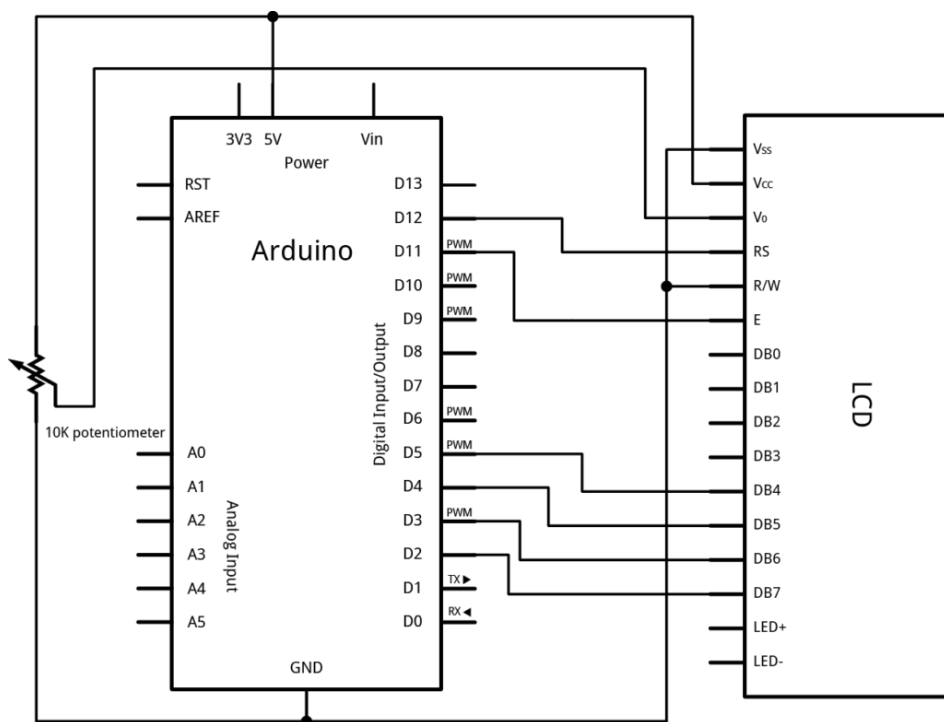 3V3 5V Vin
Power
RST
AREF
Arduino
10K potentiometer
A0
A1
A2
A3
A4
A5
Analog Input
Digital Input/Output
D13
D12
D11 PWM
D10 PWM
D9 PWM
D8
D7
D6 PWM
D5 PWM
D4
D3 PWM
D2
D1 TX ▶
D0 RX ◀
GND
Vss
Vcc
V0
RS
R/W
E
DB0
DB1
DB2
DB3
DB4
DB5
DB6
DB7
LED+
LED-
LCD